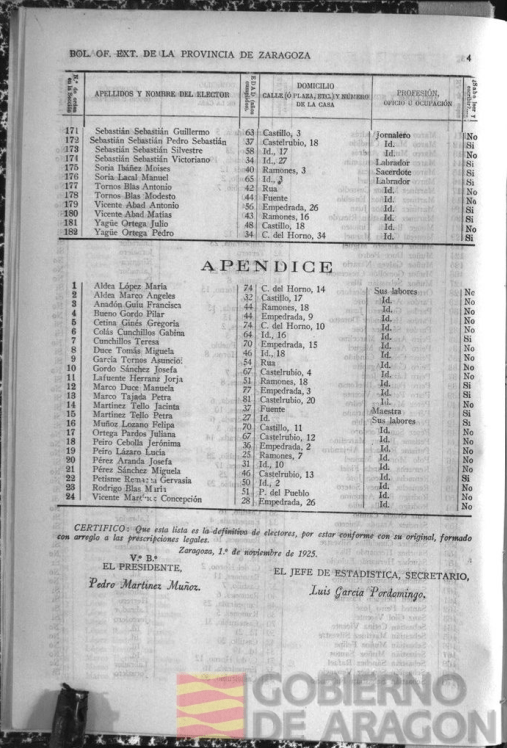 BOL. OF. EXT. DE LA PROVINCIA DE ZARAGOZA 4
N.º de orden en la Sección APELLIDOS Y NOMBRE DEL ELECTOR EDAD (años cumplidos) DOMICILIO CALLE (Ó PLAZA, ETC.) Y NÚMERO DE LA CASA PROFESIÓN, OFICIO U OCUPACIÓN ¿Sabe leer y escribir?
171 Sebastián Sebastián Guillermo 63 Castillo, 3 Jornalero No
172 Sebastián Sebastián Pedro Sebastián 37 Castelrubio, 18 Id. Si
173 Sebastián Sebastián Silvestre 58 Id., 17 Id. Si
174 Sebastián Sebastián Victoriano 34 Id., 27 Labrador Si
175 Soria Ibáñez Moises 40 Ramones, 3 Sacerdote Si
176 Soria Lacal Manuel 65 Id., 3 Labrador Si
177 Tornos Blas Antonio 42 Rua Id. No
178 Tornos Blas Modesto 44 Fuente Id. No
179 Vicente Abad Antonio 56 Empedrada, 26 Id. Si
180 Vicente Abad Matías 43 Ramones, 16 Id. Si
181 Yagüe Ortega Julio 48 Castillo, 18 Id. No
182 Yagüe Ortega Pedro 34 C. del Horno, 34 Id. Si
APENDICE
1 Aldea López María 74 C. del Horno, 14 Sus labores No
2 Aldea Marco Angeles 32 Castillo, 17 Id. No
3 Anadón Guiu Francisca 44 Ramones, 18 Id. No
4 Bueno Gordo Pilar 44 Empedrada, 9 Id. No
5 Cetina Ginés Gregoria 74 C. del Horno, 10 Id. No
6 Colás Cunchillos Gabina 64 Id., 16 Id. Si
7 Cunchillos Teresa 70 Empedrada, 15 Id. No
8 Duce Tomás Miguela 46 Id., 18 Id. No
9 García Tornos Asunción 54 Rua Id. No
10 Gordo Sánchez Josefa 67 Castelrubio, 4 Id. No
11 Lafuente Herranz Jorja 51 Ramones, 18 Id. No
12 Marco Duce Manuela 77 Empedrada, 3 Id. Si
13 Marco Tajada Petra 81 Castelrubio, 20 Id. No
14 Martínez Tello Jacinta 37 Fuente Maestra No
15 Martínez Tello Petra 27 Id. Sus labores Si
16 Muñoz Lozano Felipa 70 Castillo, 11 Id. No
17 Ortega Pardos Juliana 67 Castelrubio, 12 Id. No
18 Peiro Cebolla Jerónima 36 Empedrada, 2 Id. No
19 Peiro Lázaro Lucía 25 Ramones, 7 Id. No
20 Pérez Aranda Josefa 31 Id., 10 Id. No
21 Pérez Sánchez Miguela 46 Castelrubio, 13 Id. No
22 Petisme Gervasia 50 Id., 2 Id. Si
23 Rodrigo Blas María 51 P. del Pueblo Id. No
24 Vicente Concepción 28 Empedrada, 26 Id. No
CERTIFICO: Que esta lista es la definitiva de electores, por estar conforme con su original, formado
con arreglo a las prescripciones legales.
Zaragoza, 1.º de noviembre de 1925.
V.º B.º
EL PRESIDENTE,
Pedro Martínez Muñoz.
EL JEFE DE ESTADISTICA, SECRETARIO,
Luis García Pordomingo.
GOBIERNO
DE ARAGON